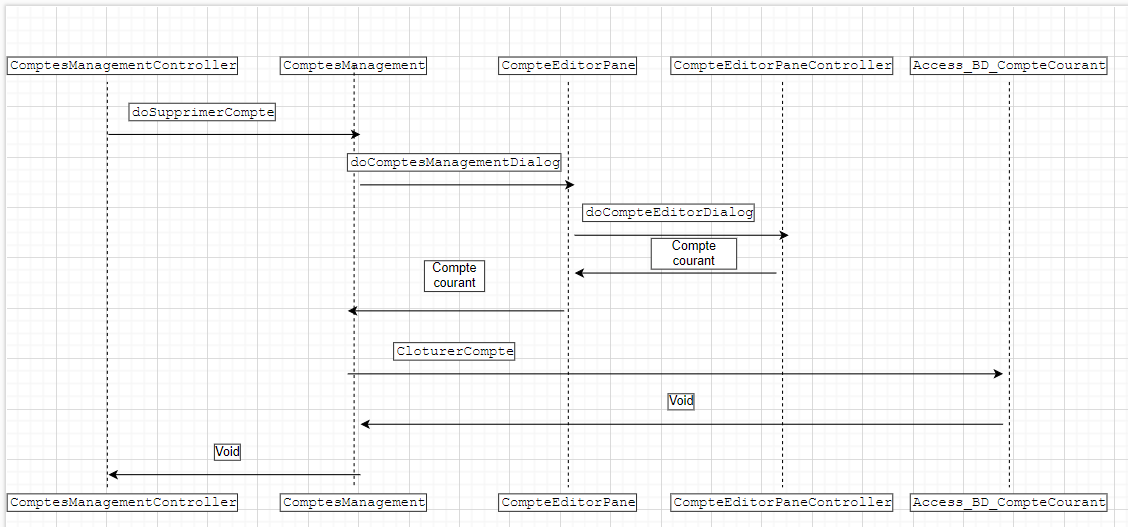 ComptesManagementController
ComptesManagement
CompteEditorPane
CompteEditorPaneController
Access_BD_CompteCourant
doSupprimerCompte
doComptesManagementDialog
doCompteEditorDialog
Compte
courant
Compte
courant
CloturerCompte
Void
Void
ComptesManagementController
ComptesManagement
CompteEditorPane
CompteEditorPaneController
Access_BD_CompteCourant